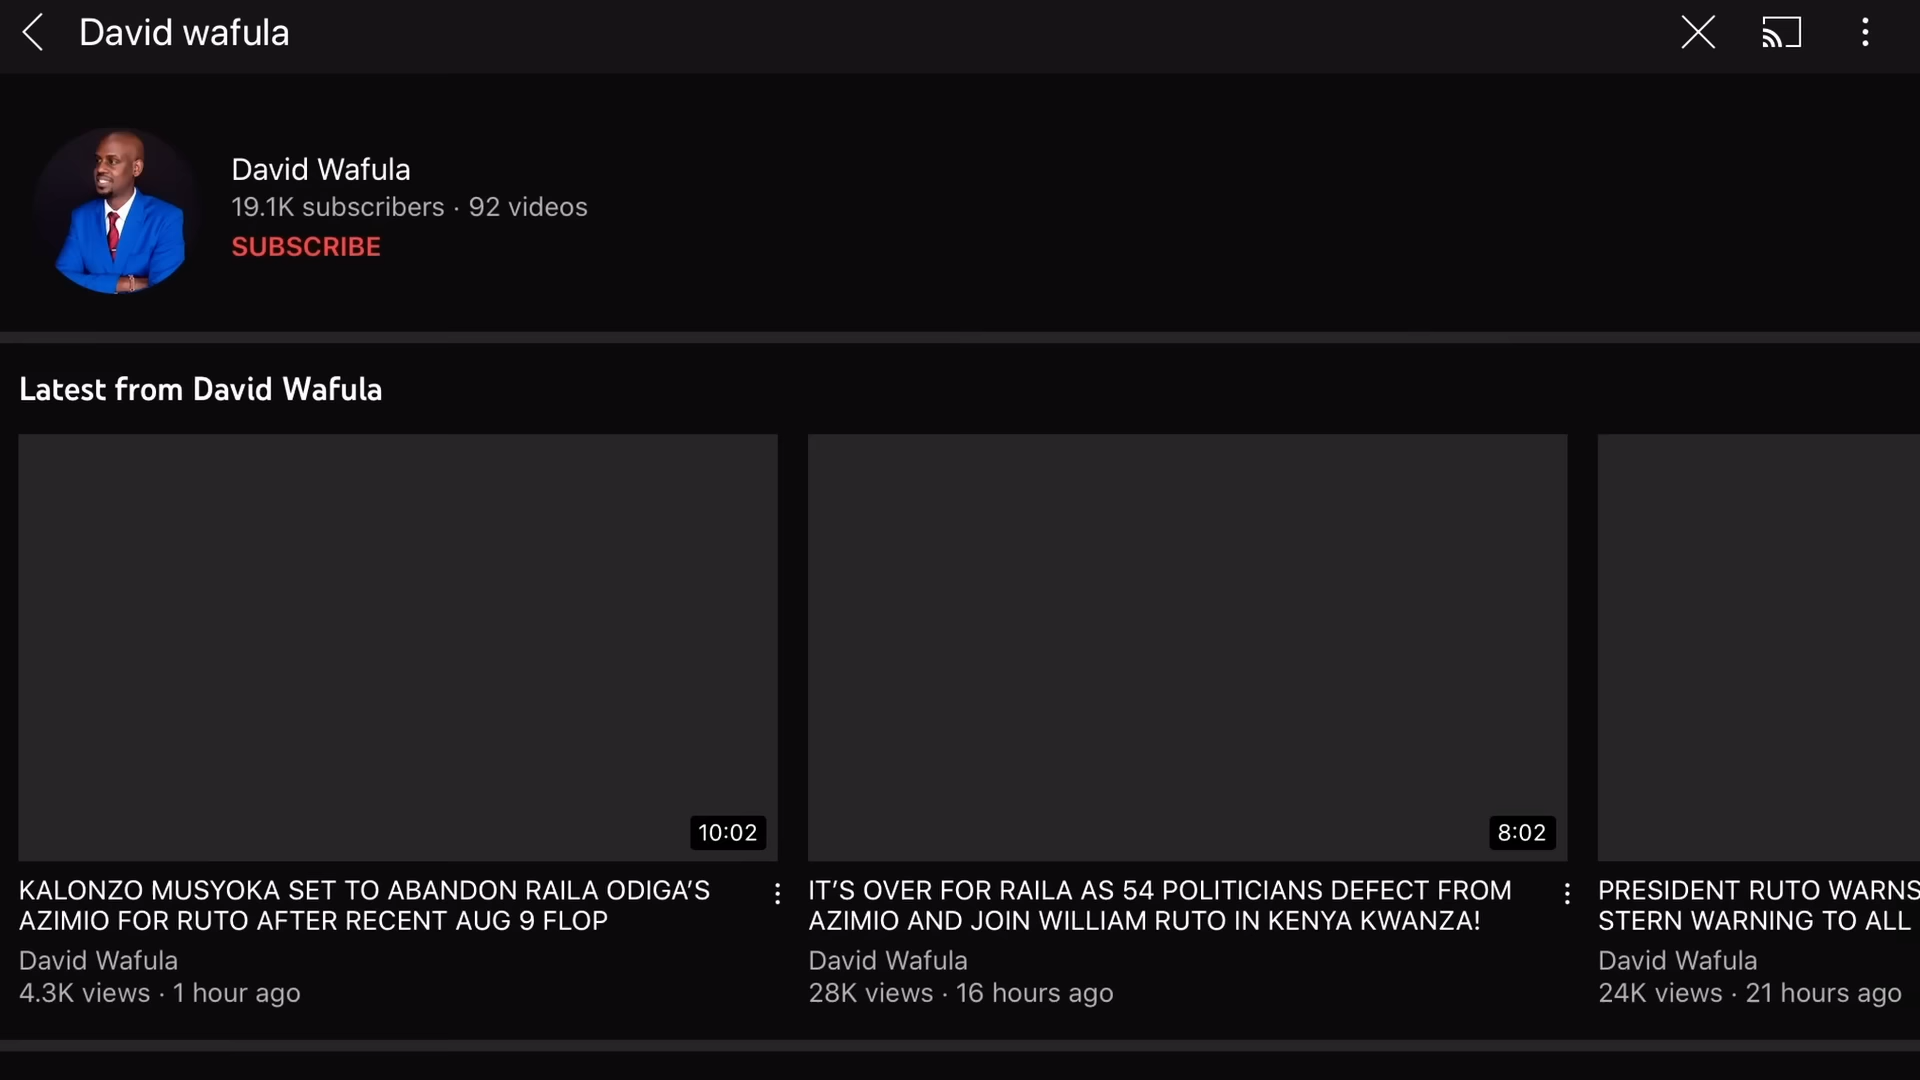 David wafula
David Wafula
19.1K subscribers · 92 videos
SUBSCRIBE
Latest from David Wafula
10:02
8:02
KALONZO MUSYOKA SET TO ABANDON RAILA ODIGA’S
AZIMIO FOR RUTO AFTER RECENT AUG 9 FLOP
David Wafula
4.3K views · 1 hour ago
IT’S OVER FOR RAILA AS 54 POLITICIANS DEFECT FROM
AZIMIO AND JOIN WILLIAM RUTO IN KENYA KWANZA!
David Wafula
28K views · 16 hours ago
PRESIDENT RUTO WARNS
STERN WARNING TO ALL
David Wafula
24K views · 21 hours ago